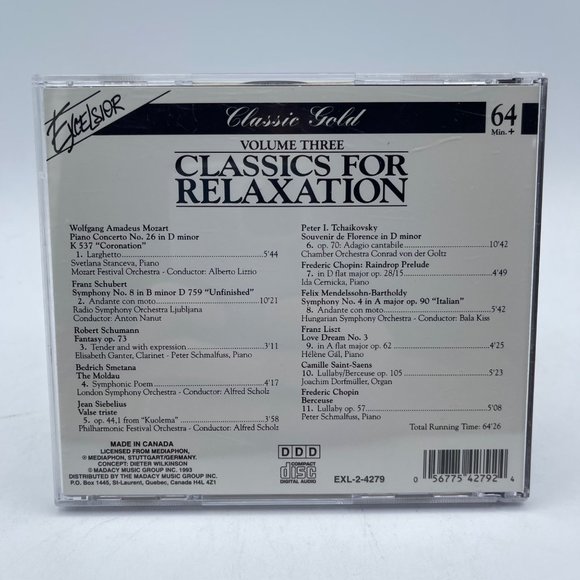 EXCELSIOR
Classic Gold
64
Min. +
VOLUME THREE
CLASSICS FOR
RELAXATION
Wolfgang Amadeus Mozart
Piano Concerto No. 26 in D minor
K 537 "Coronation"
1. Larghetto 5'44
Svetlana Stanceva, Piano
Mozart Festival Orchestra - Conductor: Alberto Lizzio
Franz Schubert
Symphony No. 8 in B minor D 759 "Unfinished"
2. Andante con moto 10'21
Radio Symphony Orchestra Ljubljana
Conductor: Anton Nanut
Robert Schumann
Fantasy op. 73
3. Tender and with expression 3'11
Elisabeth Ganter, Clarinet - Peter Schmalfuss, Piano
Bedrich Smetana
The Moldau
4. Symphonic Poem 4'17
London Symphony Orchestra - Conductor: Alfred Scholz
Jean Sibelius
Valse triste
5. op. 44,1 from "Kuolema" 3'58
Philharmonic Festival Orchestra - Conductor: Alfred Scholz
Peter I. Tchaikovsky
Souvenir de Florence in D minor
6. op. 70: Adagio cantabile 10'42
Chamber Orchestra Conrad von der Goltz
Frederic Chopin: Raindrop Prelude
7. in D flat major op. 28/15 4'49
Ida Cernicka, Piano
Felix Mendelssohn-Bartholdy
Symphony No. 4 in A major op. 90 "Italian"
8. Andante con moto 5'42
Hungarian Symphony Orchestra - Conductor: Bala Kiss
Franz Liszt
Love Dream No. 3
9. in A flat major op. 62 4'25
Hélène Gál, Piano
Camille Saint-Saens
10. Lullaby/Berceuse op. 105 5'23
Joachim Dorfmüller, Organ
Frederic Chopin
Berceuse
11. Lullaby op. 57 5'08
Peter Schmalfuss, Piano
Total Running Time: 64'26
MADE IN CANADA
LICENSED FROM MEDIAPHON,
℗ MEDIAPHON, STUTTGART/GERMANY.
CONCEPT: DIETER WILKINSON
© MADACY MUSIC GROUP INC. 1993
DISTRIBUTED BY THE MADACY MUSIC GROUP INC.
P.O. Box 1445, St-Laurent, Quebec, Canada H4L 4Z1
DDD
COMPACT
disc
DIGITAL AUDIO
EXL-2-4279
0 56775 42792 4